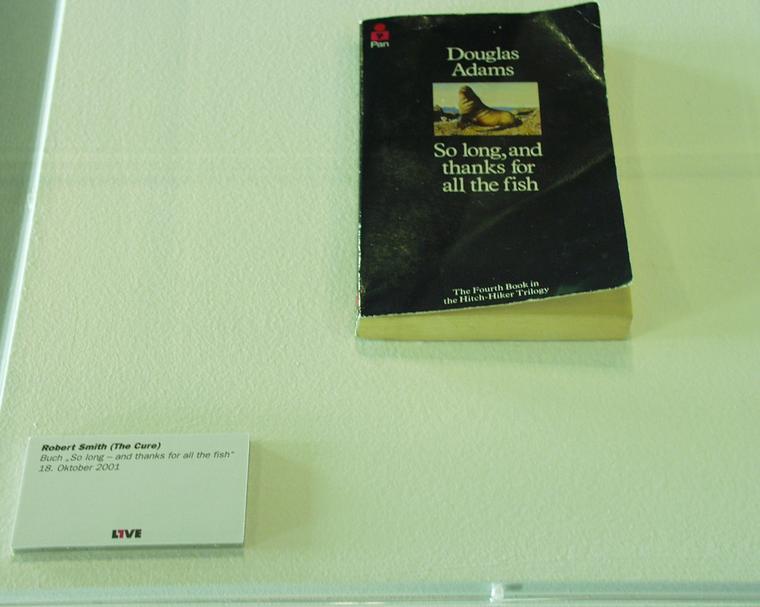 Pan
Douglas
Adams
So long, and
thanks for
all the fish
The Fourth Book in
the Hitch-Hiker Trilogy
Robert Smith (The Cure)
Buch „So long – and thanks for all the fish"
18. Oktober 2001
L1VE